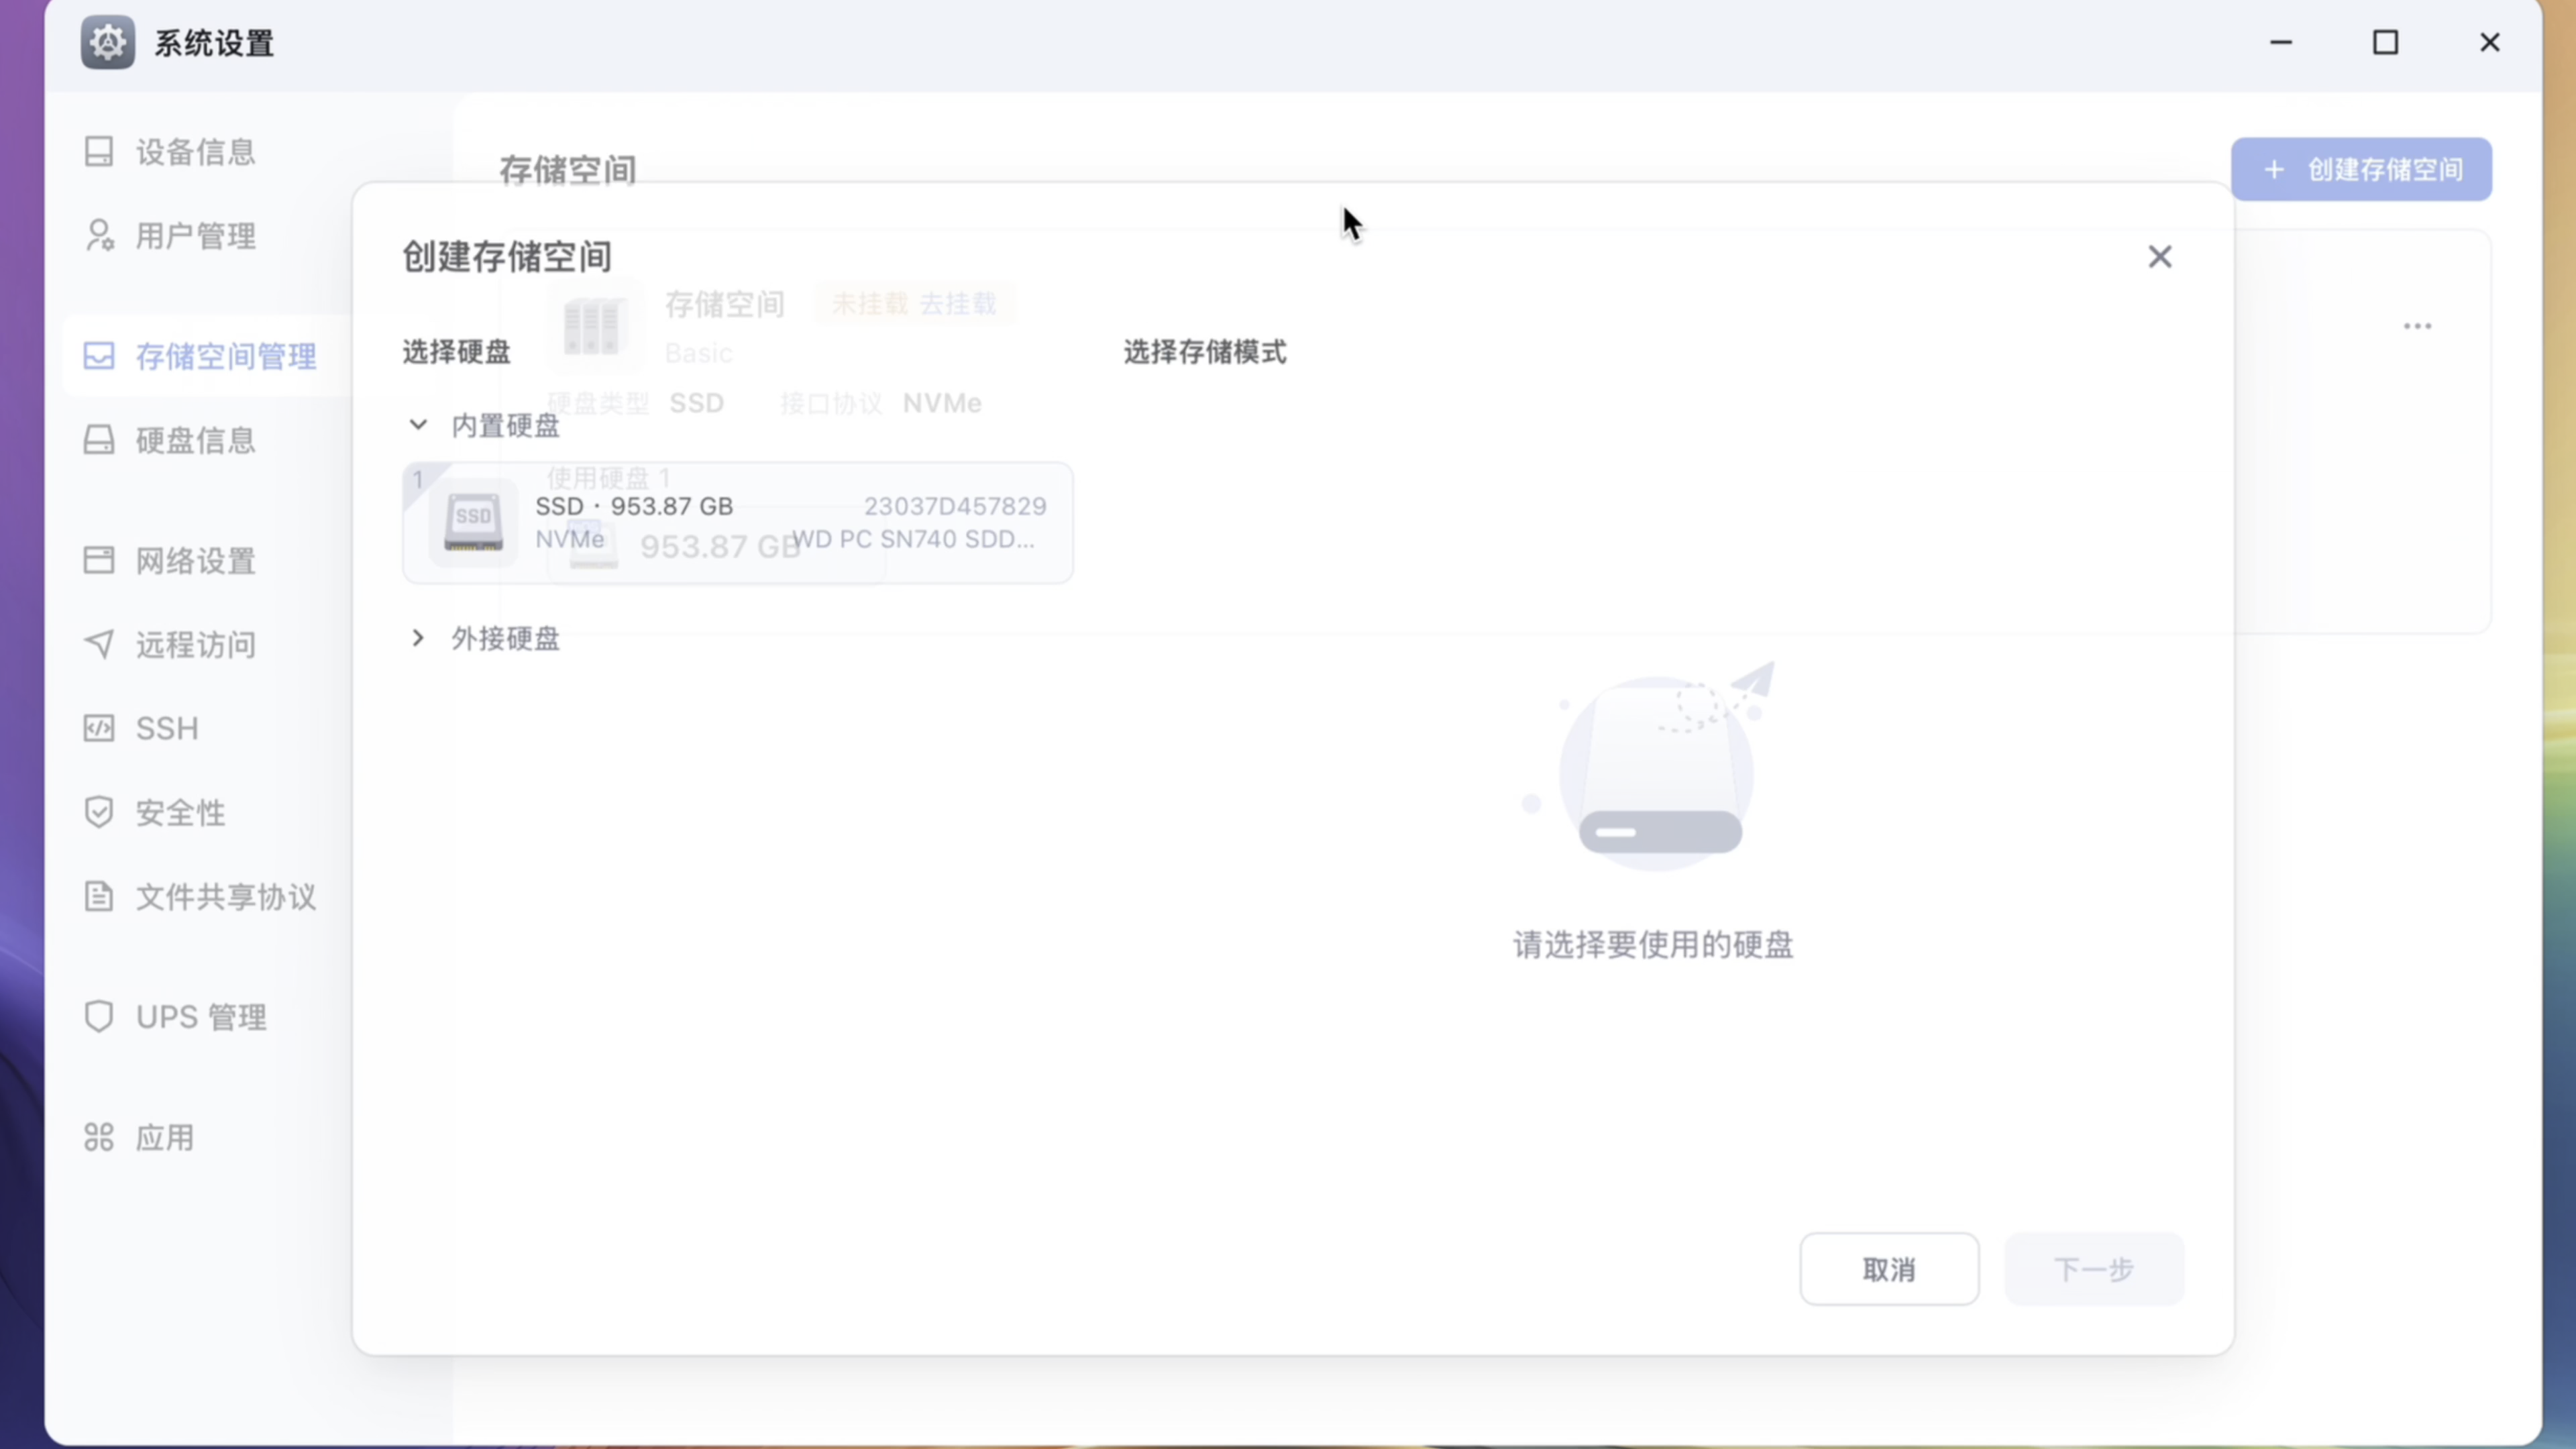 系统设置
设备信息
用户管理
存储空间管理
硬盘信息
网络设置
远程访问
SSH
安全性
文件共享协议
UPS 管理
应用
存储空间
+ 创建存储空间
存储空间 未挂载 去挂载
Basic
硬盘类型 SSD 接口协议 NVMe
使用硬盘 1
953.87 GB
创建存储空间
选择硬盘
内置硬盘
1
SSD
SSD · 953.87 GB 23037D457829
NVMe WD PC SN740 SDD...
外接硬盘
选择存储模式
请选择要使用的硬盘
取消
下一步